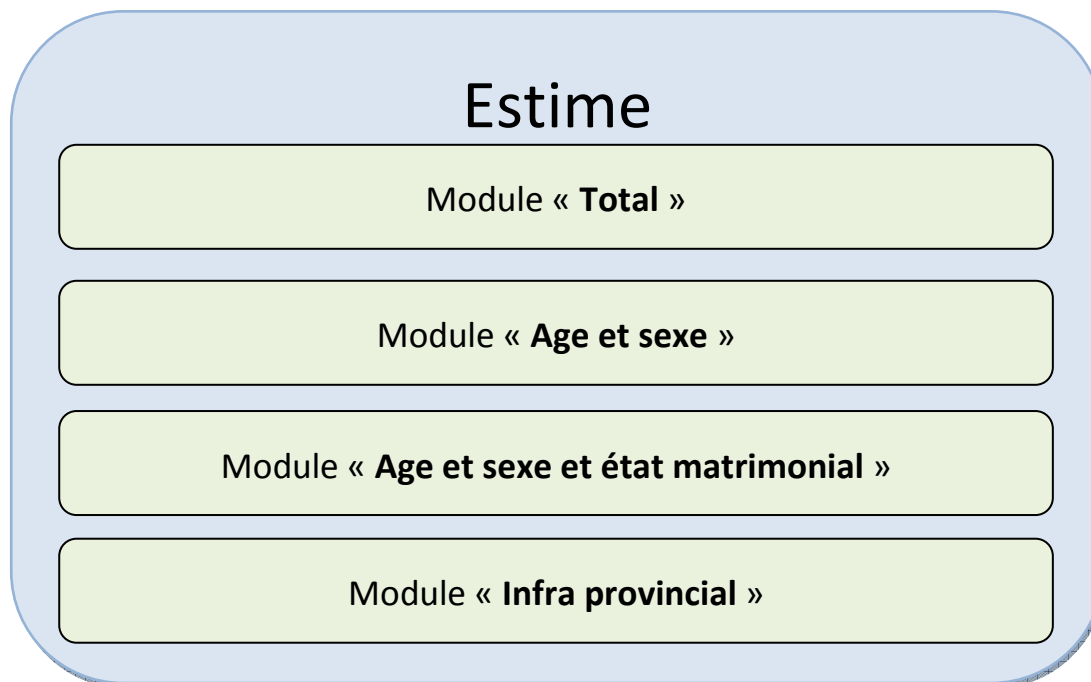 Estime
Module « Total »
Module « Age et sexe »
Module « Age et sexe et état matrimonial »
Module « Infra provincial »